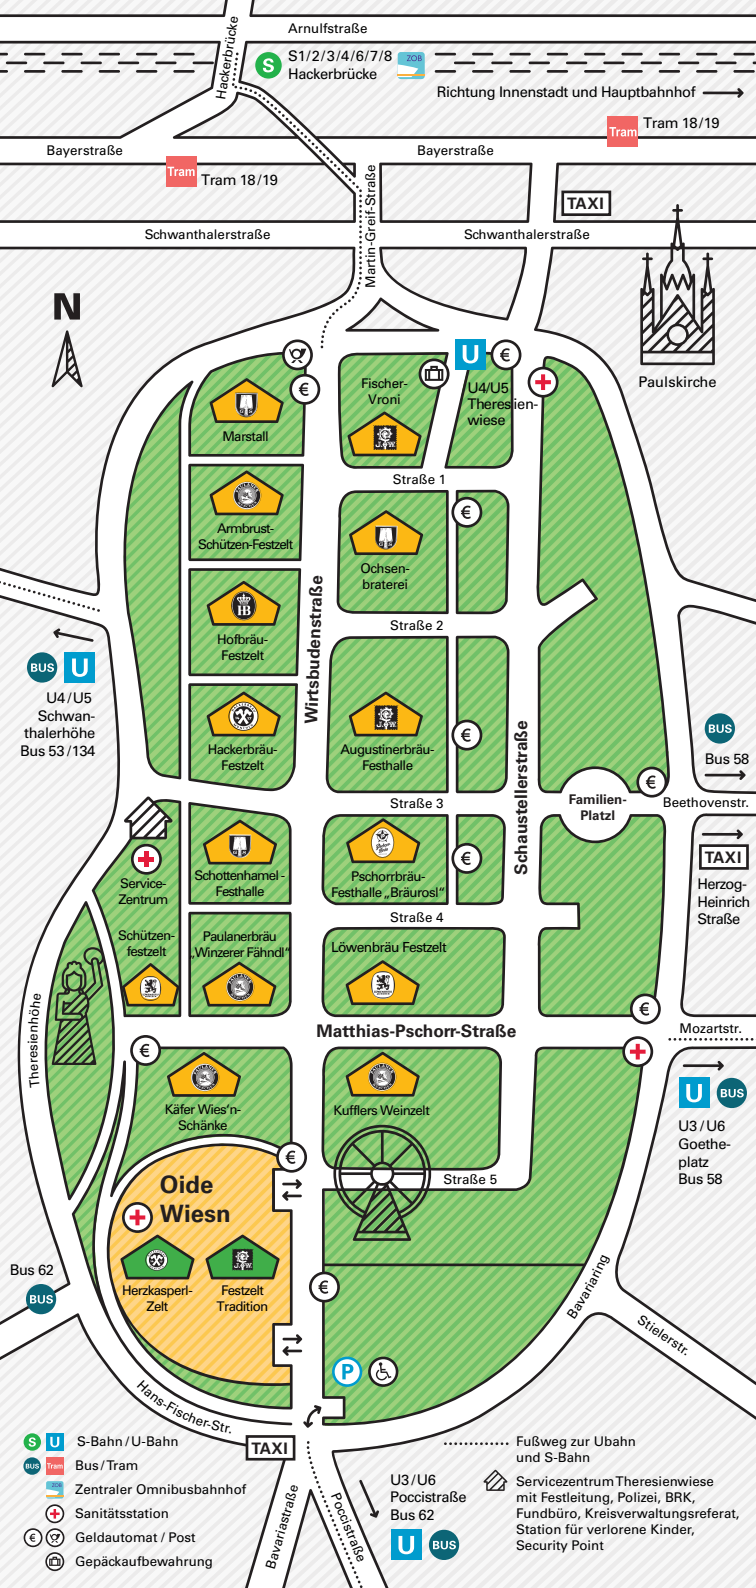 Arnulfstraße
Hackerbrücke
S
S1/2/3/4/6/7/8
Hackerbrücke
ZOB
Richtung Innenstadt und Hauptbahnhof
Bayerstraße
Bayerstraße
Tram
Tram 18/19
Tram
Tram 18/19
Martin-Greif-Straße
TAXI
Schwanthalerstraße
Schwanthalerstraße
N
Paulskirche
U
€
€
U4/U5
Theresien-
wiese
Fischer-
Vroni
Marstall
Straße 1
Armbrust-
Schützen-Festzelt
€
Ochsen-
braterei
HB
Hofbräu-
Festzelt
Wirtsbudenstraße
Straße 2
BUS
U
U4/U5
Schwan-
thalerhöhe
Bus 53/134
Hackerbräu-
Festzelt
Augustinerbräu-
Festhalle
€
Schaustellerstraße
BUS
Bus 58
€
Familien-
Platzl
Beethovenstr.
Straße 3
TAXI
Herzog-
Heinrich
Straße
Service-
Zentrum
Schottenhamel-
Festhalle
Pschorrbräu-
Festhalle „Bräurosl“
€
Straße 4
Schützen-
festzelt
Paulanerbräu
„Winzerer Fähndl“
Löwenbräu Festzelt
Theresienhöhe
€
Mozartstr.
Matthias-Pschorr-Straße
€
Käfer Wies'n-
Schänke
Kufflers Weinzelt
U
BUS
U3/U6
Goethe-
platz
Bus 58
€
Oide
Wiesn
Straße 5
Herzkasperl-
Zelt
Festzelt
Tradition
€
Bus 62
BUS
Bavariaring
Stielerstr.
P
Hans-Fischer-Str.
TAXI
Bavariastraße
Poccistraße
U3/U6
Poccistraße
Bus 62
U
BUS
S
U
S-Bahn/U-Bahn
BUS
Tram
Bus/Tram
ZOB
Zentraler Omnibusbahnhof
Sanitätsstation
€
Geldautomat/Post
Gepäckaufbewahrung
Fußweg zur Ubahn
und S-Bahn
Servicezentrum Theresienwiese
mit Festleitung, Polizei, BRK,
Fundbüro, Kreisverwaltungsreferat,
Station für verlorene Kinder,
Security Point